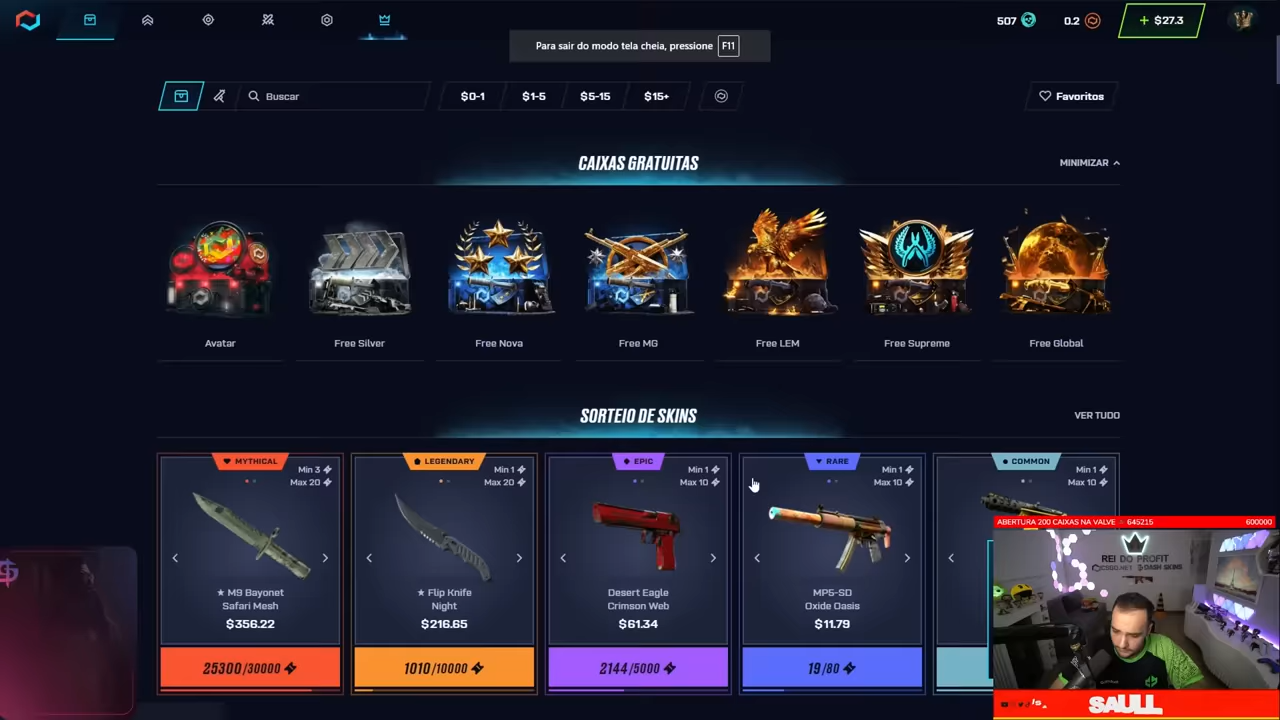 507
0.2
+ $27.3
Para sair do modo tela cheia, pressione F11
Buscar
$0-1
$1-5
$5-15
$15+
Favoritos
CAIXAS GRATUITAS
MINIMIZAR
Avatar
Free Silver
Free Nova
Free MG
Free LEM
Free Supreme
Free Global
SORTEIO DE SKINS
VER TUDO
MYTHICAL
Min 3
Max 20
★ M9 Bayonet
Safari Mesh
$356.22
25300/30000
LEGENDARY
Min 1
Max 20
★ Flip Knife
Night
$216.65
1010/10000
EPIC
Min 1
Max 10
Desert Eagle
Crimson Web
$61.34
2144/5000
RARE
Min 1
Max 10
MP5-SD
Oxide Oasis
$11.79
19/80
COMMON
Min 1
Max 10
ABERTURA 200 CAIXAS NA VALVE
645215
600000
REI DO PROFIT
CSGO.NET
DASH SKINS
SAULL